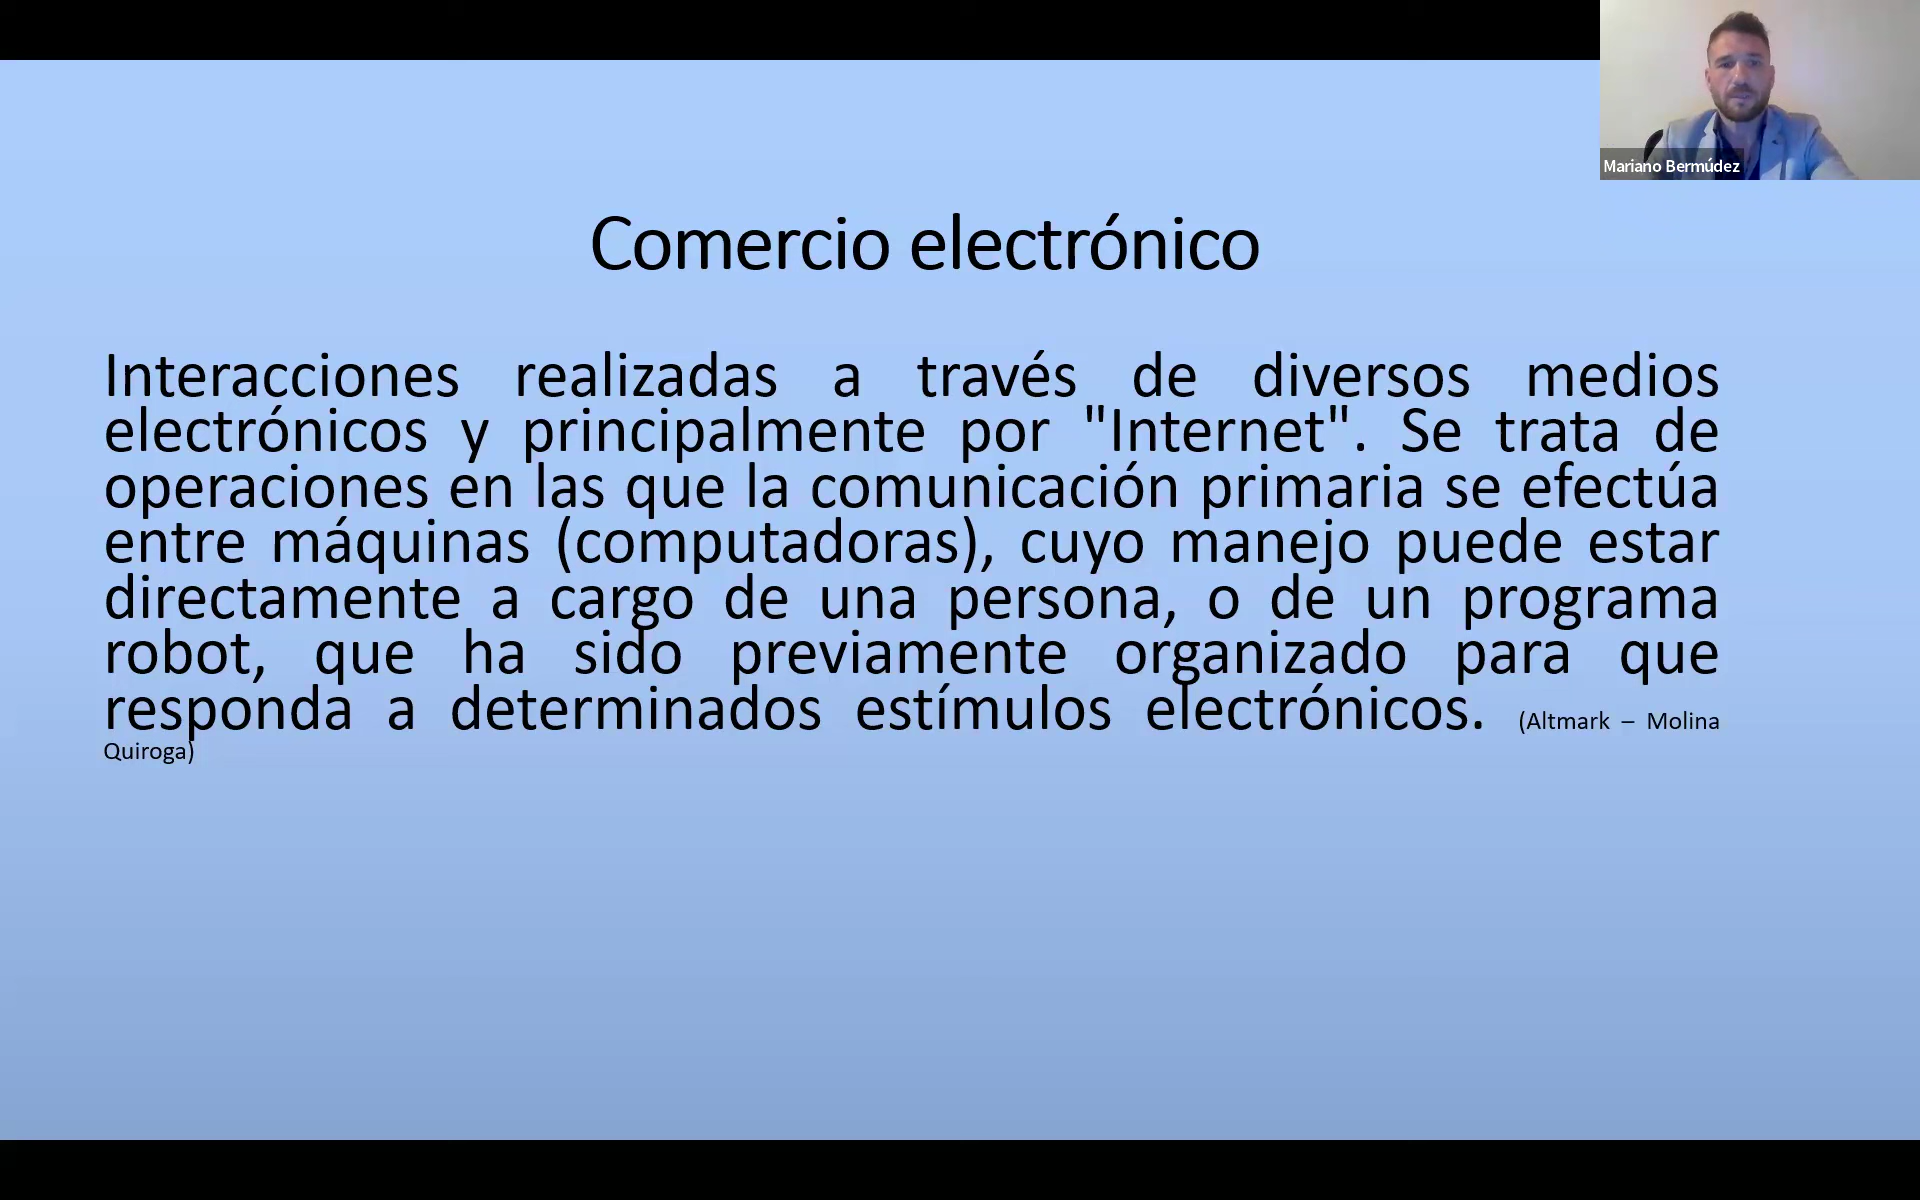 Mariano Bermúdez
Comercio electrónico
Interacciones realizadas a través de diversos medios
electrónicos y principalmente por "Internet". Se trata de
operaciones en las que la comunicación primaria se efectúa
entre máquinas (computadoras), cuyo manejo puede estar
directamente a cargo de una persona, o de un programa
robot, que ha sido previamente organizado para que
responda a determinados estímulos electrónicos. (Altmark – Molina
Quiroga)